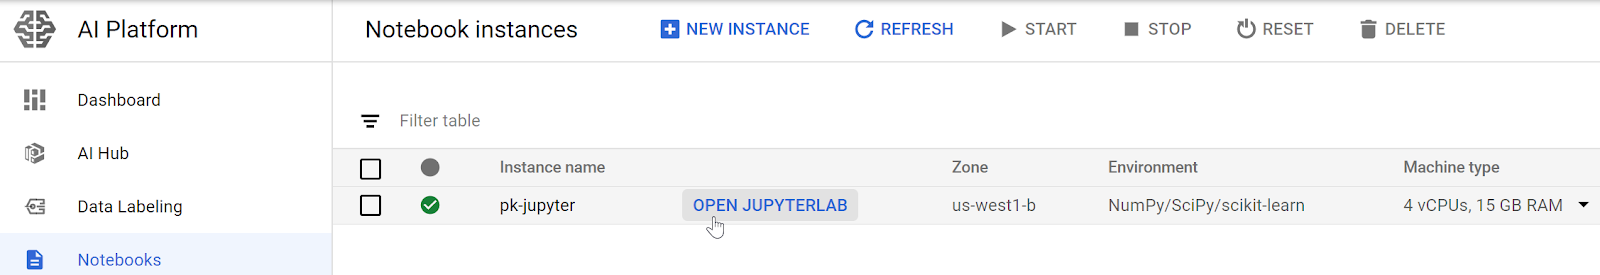 AI Platform
Notebook instances NEW INSTANCE REFRESH START STOP RESET DELETE
Dashboard
Filter table
AI Hub
Instance name Zone Environment Machine type
Data Labeling
pk-jupyter OPEN JUPYTERLAB us-west1-b NumPy/SciPy/scikit-learn 4 vCPUs, 15 GB RAM
Notebooks